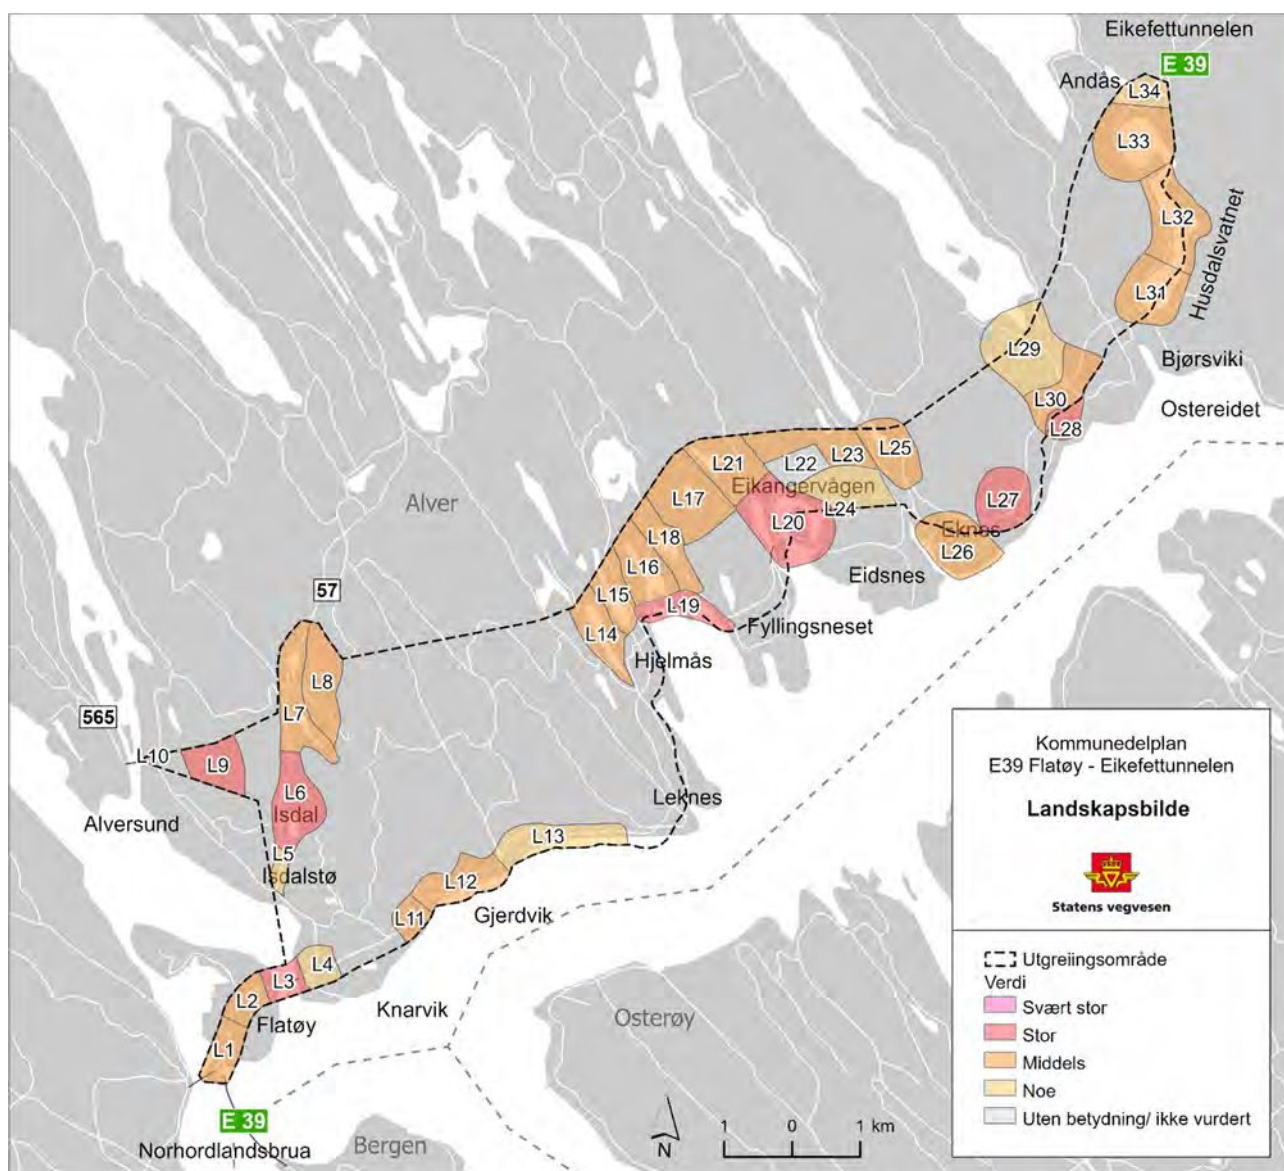 Eikefettunnelen
E 39
Andås
L34
L33
L32
Husdalsvatnet
L31
L29
Bjørsviki
L30
Ostereidet
L28
L25
L23
L21
L22
Eikangervågen
L17
L27
Alver
L24
L20
L18
Eknes
L26
L16
Eidsnes
57
L15
L19
L14
Fyllingsneset
Hjelmås
L8
L7
565
L10
L9
L6
Isdal
Leknes
Alversund
L13
L5
Isdalstø
L12
L11
Gjerdvik
L4
L3
L2
Knarvik
Flatøy
Osterøy
L1
E 39
Norhordlandsbrua
Bergen
N
1 0 1 km
Kommunedelplan
E39 Flatøy - Eikefettunnelen
Landskapsbilde
Statens vegvesen
Utgreiingsområde
Verdi
Svært stor
Stor
Middels
Noe
Uten betydning/ ikke vurdert